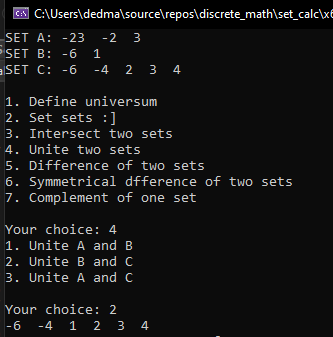 C:\Users\dedma\source\repos\discrete_math\set_calc\x6
SET A: -23 -2 3
SET B: -6 1
SET C: -6 -4 2 3 4
1. Define universum
2. Set sets :]
3. Intersect two sets
4. Unite two sets
5. Difference of two sets
6. Symmetrical dfference of two sets
7. Complement of one set
Your choice: 4
1. Unite A and B
2. Unite B and C
3. Unite A and C
Your choice: 2
-6 -4 1 2 3 4